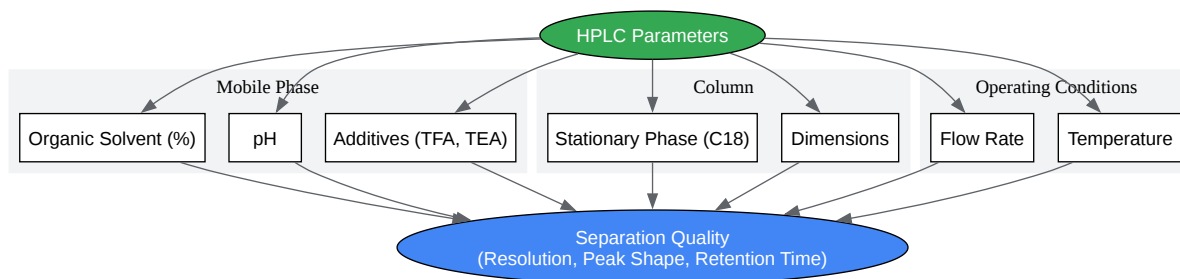 HPLC Parameters
Mobile Phase
Column
Operating Conditions
Organic Solvent (%)
pH
Additives (TFA, TEA)
Stationary Phase (C18)
Dimensions
Flow Rate
Temperature
Separation Quality
(Resolution, Peak Shape, Retention Time)